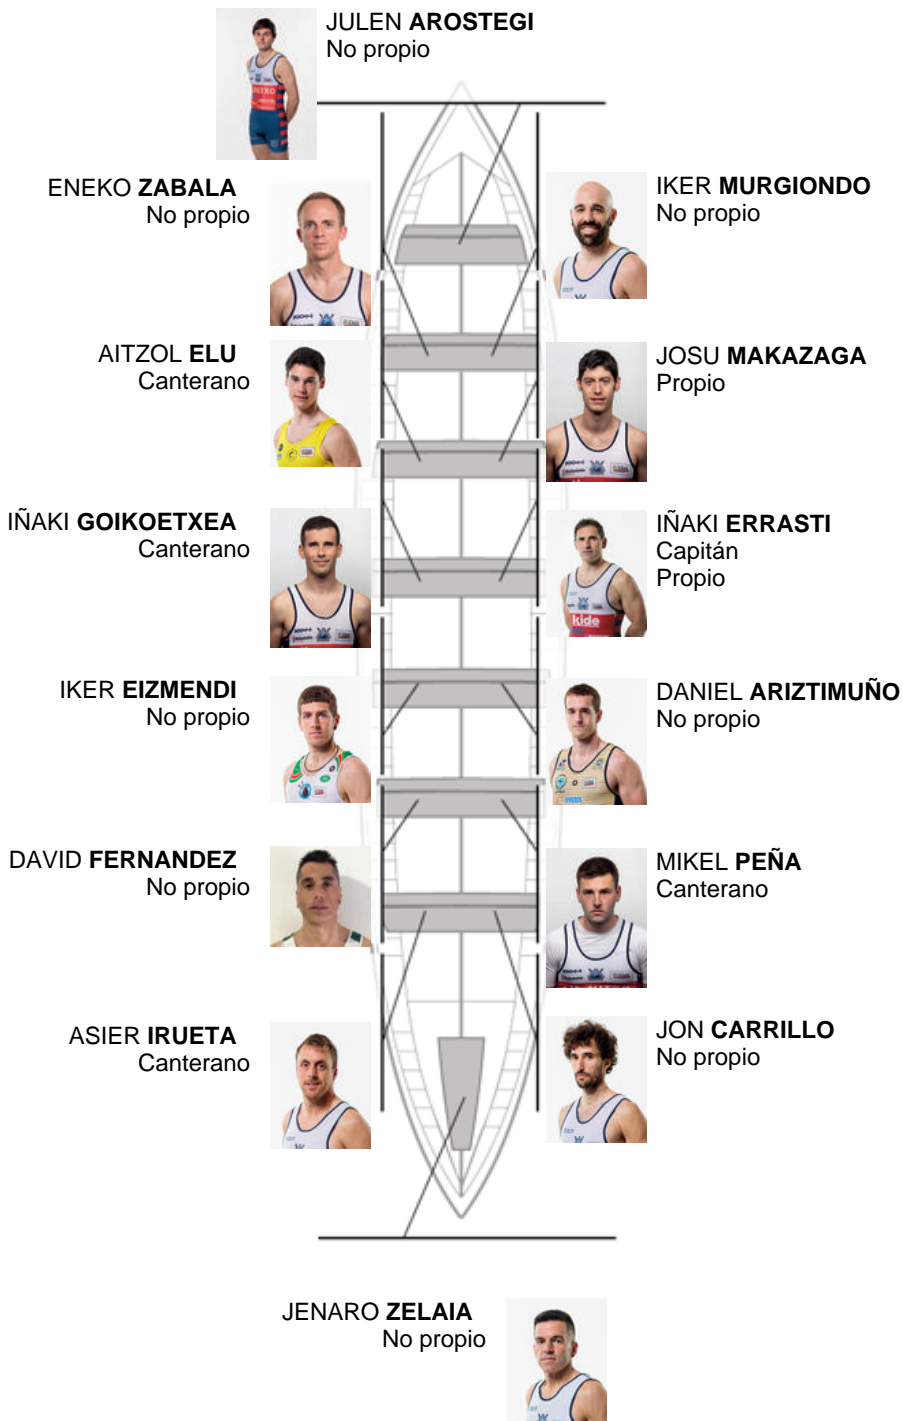 JULEN AROSTEGI
No propio
ENEKO ZABALA
No propio
IKER MURGIONDO
No propio
AITZOL ELU
Canterano
JOSU MAKAZAGA
Propio
IÑAKI GOIKOETXEA
Canterano
IÑAKI ERRASTI
Capitán
Propio
kide
IKER EIZMENDI
No propio
DANIEL ARIZTIMUÑO
No propio
DAVID FERNANDEZ
No propio
MIKEL PEÑA
Canterano
ASIER IRUETA
Canterano
JON CARRILLO
No propio
JENARO ZELAIA
No propio